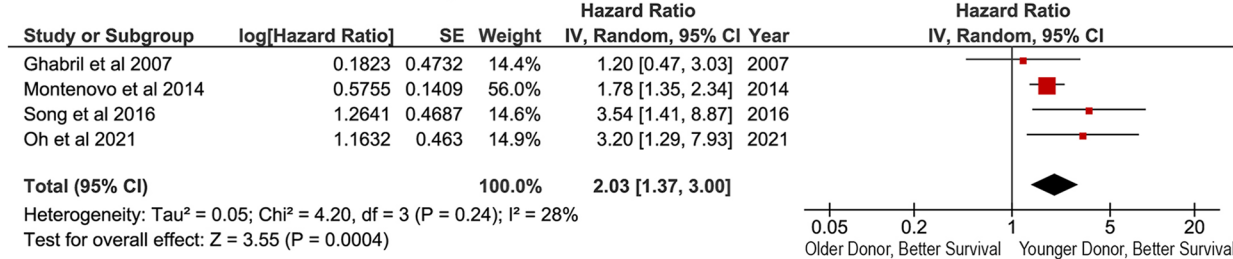 Hazard Ratio Hazard Ratio
Study or Subgroup log[Hazard Ratio] SE Weight IV, Random, 95% CI Year IV, Random, 95% CI
Ghabril et al 2007 0.1823 0.4732 14.4% 1.20 [0.47, 3.03] 2007
Montenovo et al 2014 0.5755 0.1409 56.0% 1.78 [1.35, 2.34] 2014
Song et al 2016 1.2641 0.4687 14.6% 3.54 [1.41, 8.87] 2016
Oh et al 2021 1.1632 0.463 14.9% 3.20 [1.29, 7.93] 2021
Total (95% CI) 100.0% 2.03 [1.37, 3.00]
Heterogeneity: Tau² = 0.05; Chi² = 4.20, df = 3 (P = 0.24); I² = 28%
Test for overall effect: Z = 3.55 (P = 0.0004)
0.05 0.2 1 5 20
Older Donor, Better Survival Younger Donor, Better Survival